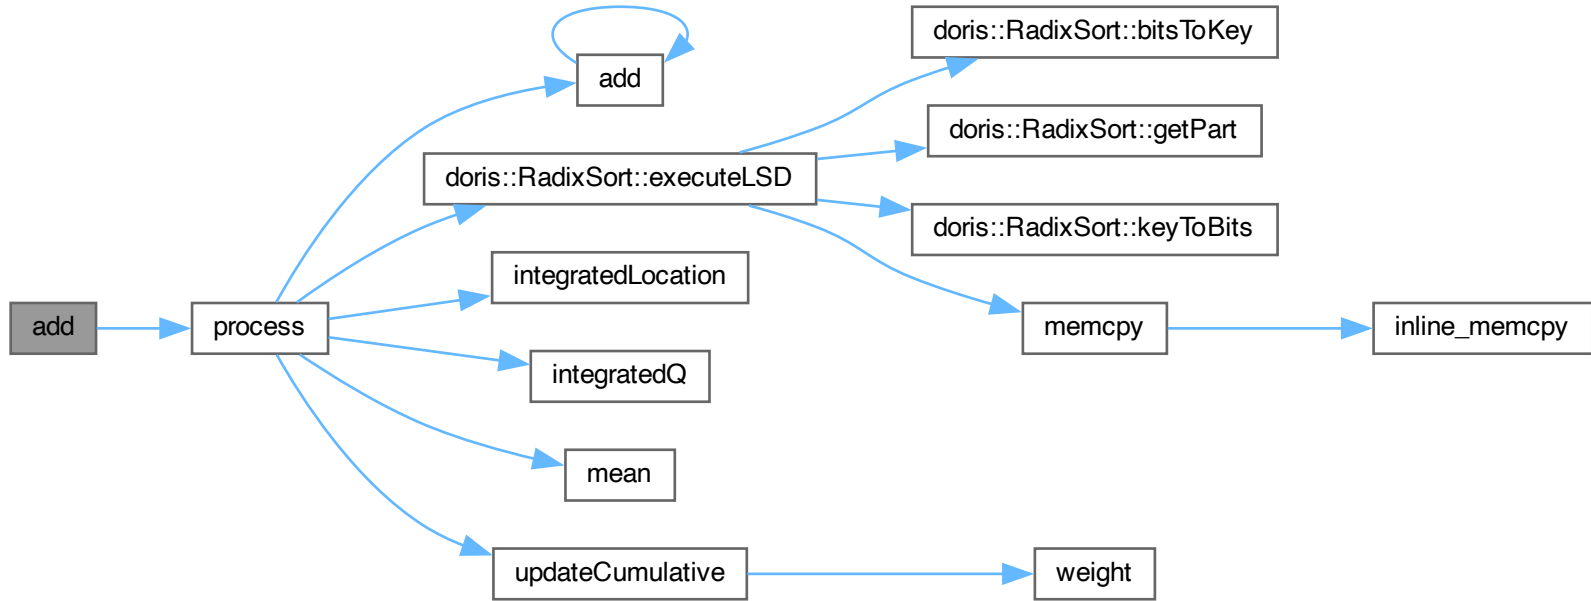 add
process
add
doris::RadixSort::executeLSD
integratedLocation
integratedQ
mean
updateCumulative
doris::RadixSort::bitsToKey
doris::RadixSort::getPart
doris::RadixSort::keyToBits
memcpy
inline_memcpy
weight